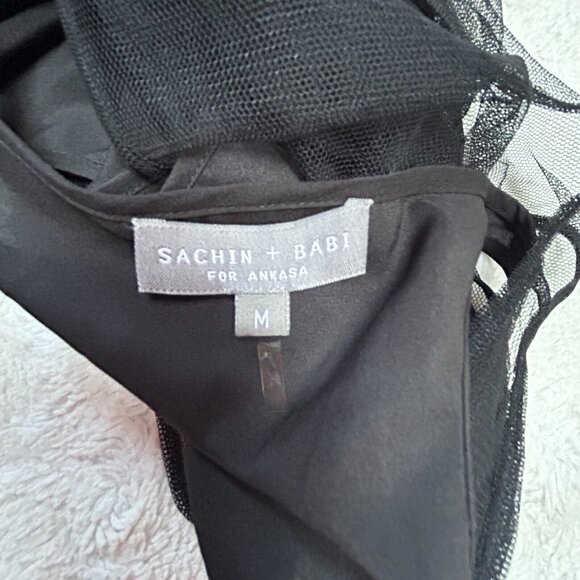 SACHIN + BABI
FOR ANKASA
M